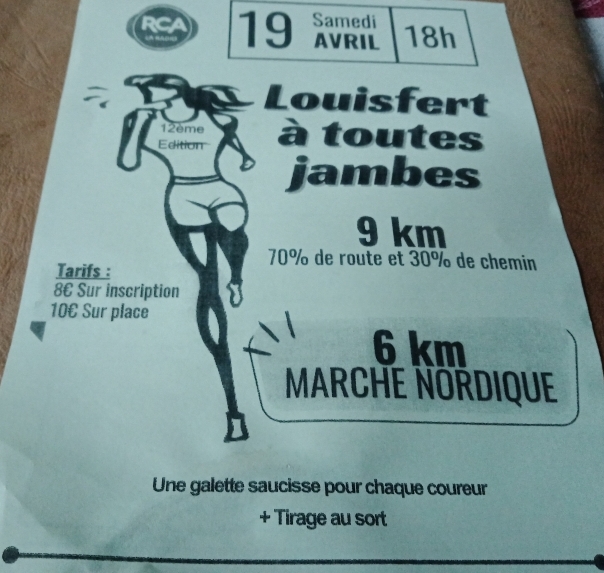 RCA
LA RADIO
19 Samedi AVRIL 18h
12ème
Edition
Louisfert
à toutes
jambes
9 km
70% de route et 30% de chemin
Tarifs :
8€ Sur inscription
10€ Sur place
6 km
MARCHE NORDIQUE
Une galette saucisse pour chaque coureur
+ Tirage au sort